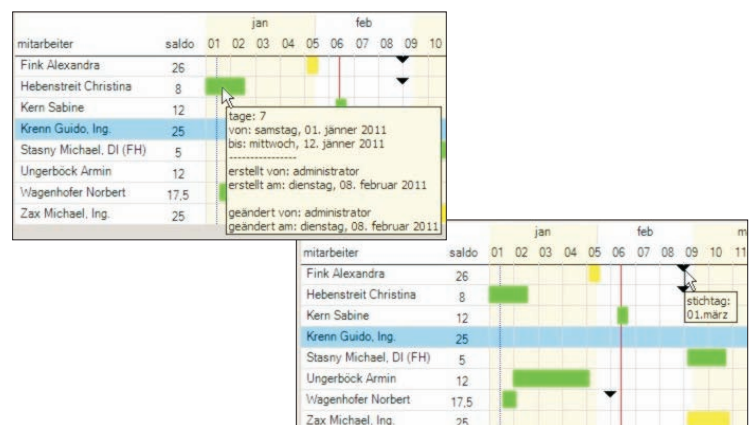 jan feb
mitarbeiter saldo 01 02 03 04 05 06 07 08 09 10
Fink Alexandra 26
Hebenstreit Christina 8
Kern Sabine 12
Krenn Guido, Ing. 25
Stasny Michael, DI (FH) 5
Ungerböck Armin 12
Wagenhofer Norbert 17,5
Zax Michael, Ing. 25
tage: 7
von: samstag, 01. jänner 2011
bis: mittwoch, 12. jänner 2011
----------------
erstellt von: administrator
erstellt am: dienstag, 08. februar 2011
geändert von: administrator
geändert am: dienstag, 08. februar 2011
jan feb m
mitarbeiter saldo 01 02 03 04 05 06 07 08 09 10 11
Fink Alexandra 26
Hebenstreit Christina 8
Kern Sabine 12
Krenn Guido, Ing. 25
Stasny Michael, DI (FH) 5
Ungerböck Armin 12
Wagenhofer Norbert 17,5
Zax Michael, Ing. 25
stichtag:
01.märz